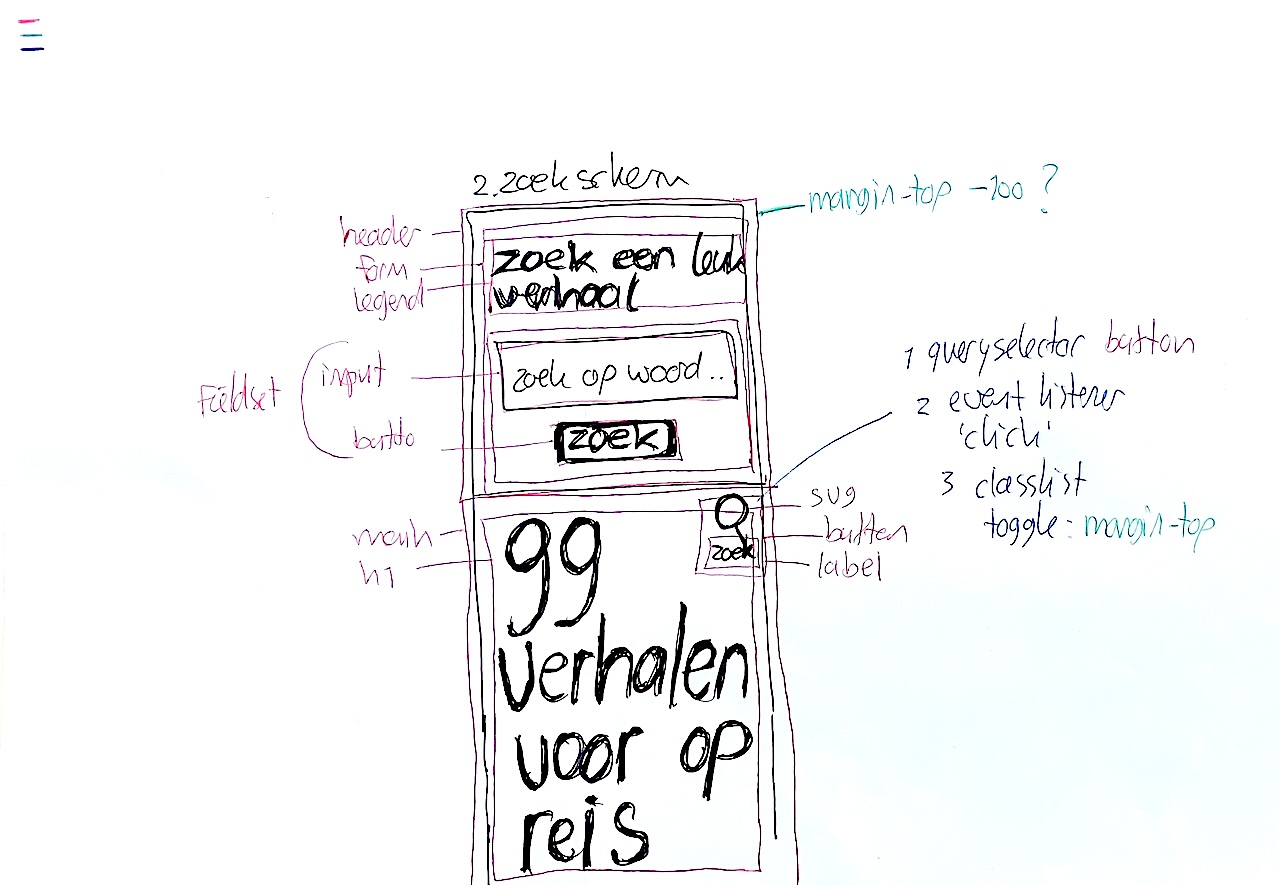 2. zoekscherm
margin-top -100 ?
header
form
legend
zoek een leuk
verhaal
fieldset
input
zoek op woord..
butto
zoek
1 queryselector button
2 event listener
'click'
3 classlist
toggle: margin-top
svg
button
zoek
label
main
h1
99
verhalen
voor op
reis